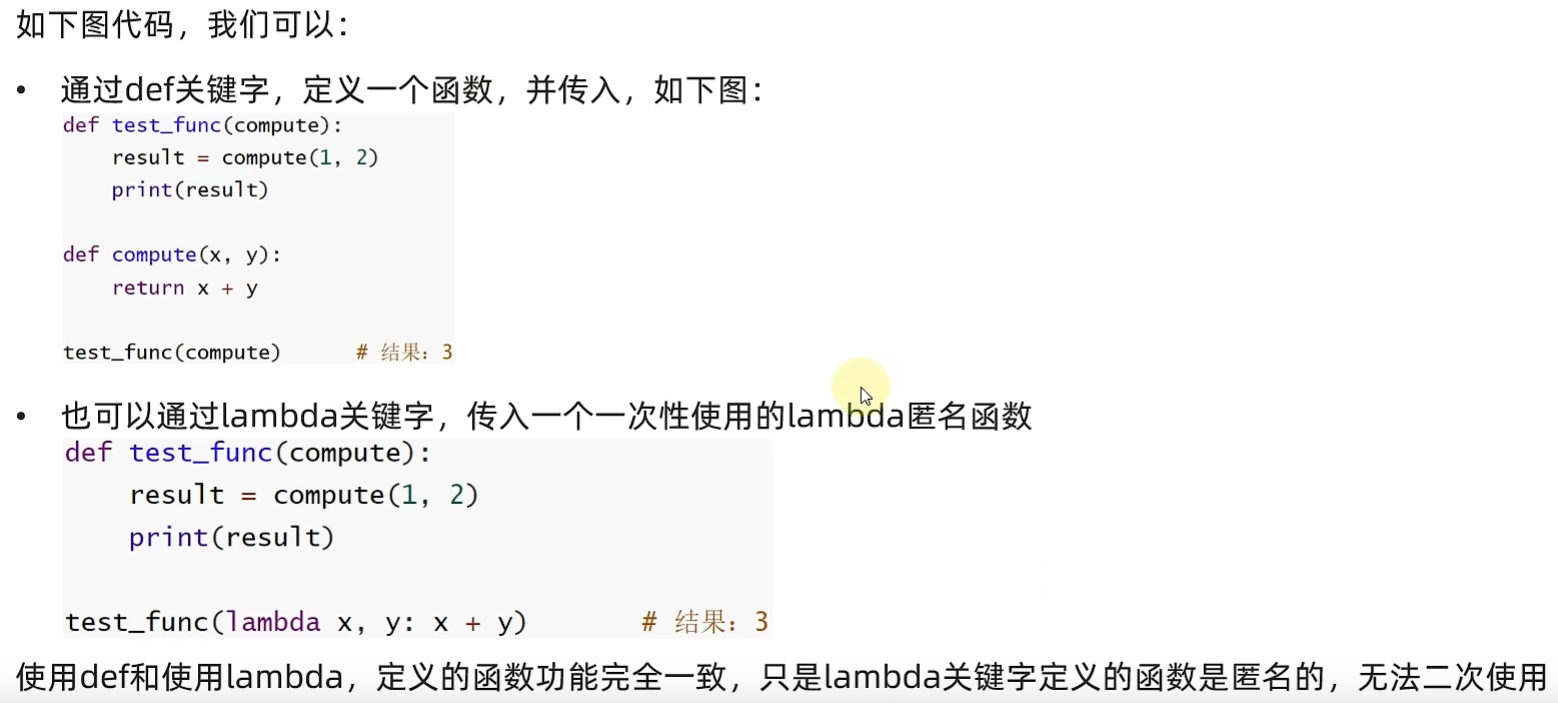 如下图代码，我们可以：
• 通过def关键字，定义一个函数，并传入，如下图：
def test_func(compute):
    result = compute(1, 2)
    print(result)
def compute(x, y):
    return x + y
test_func(compute)      # 结果：3
• 也可以通过lambda关键字，传入一个一次性使用的lambda匿名函数
def test_func(compute):
    result = compute(1, 2)
    print(result)
test_func(lambda x, y: x + y)       # 结果：3
使用def和使用lambda，定义的函数功能完全一致，只是lambda关键字定义的函数是匿名的，无法二次使用